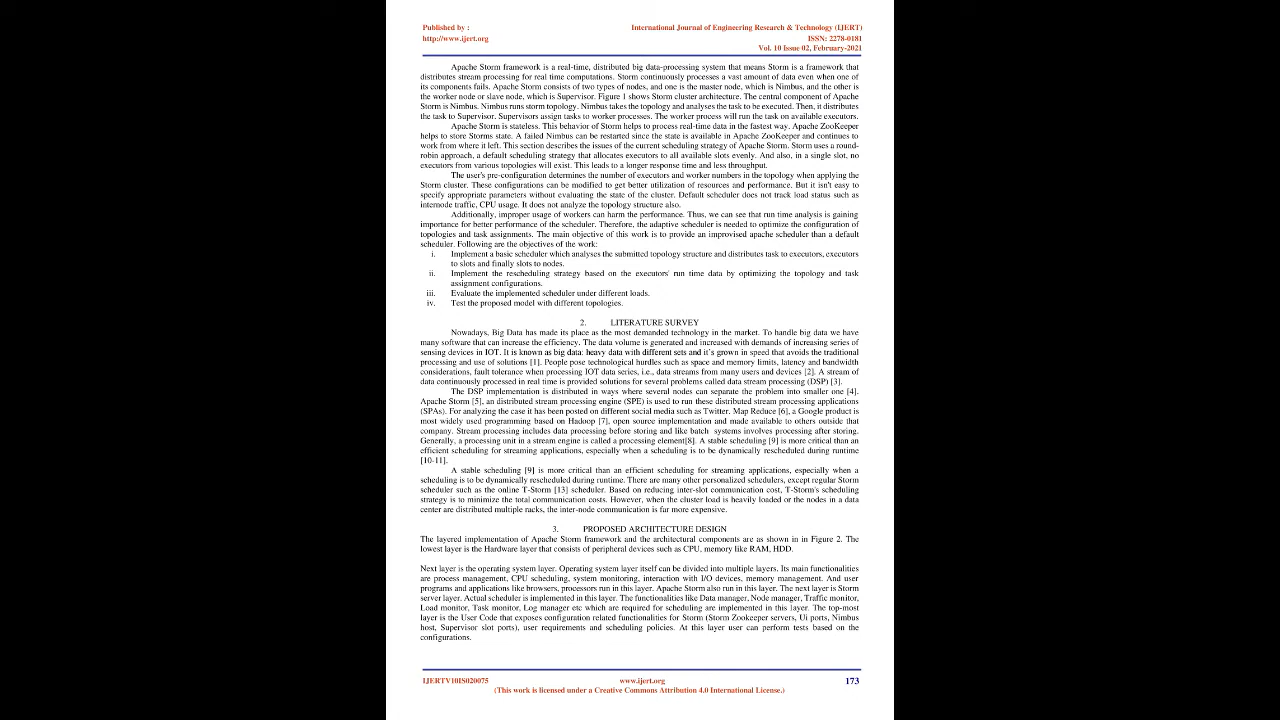 Published by :
International Journal of Engineering Research & Technology (IJERT)
http://www.ijert.org
ISSN: 2278-0181
Vol. 10 Issue 02, February-2021
Apache Storm framework is a real-time, distributed big data-processing system that means Storm is a framework that
distributes stream processing for real time computations. Storm continuously processes a vast amount of data even when one of
its components fails. Apache Storm consists of two types of nodes, and one is the master node, which is Nimbus, and the other is
the worker node or slave node, which is Supervisor. Figure 1 shows Storm cluster architecture. The central component of Apache
Storm is Nimbus. Nimbus runs storm topology. Nimbus takes the topology and analyses the task to be executed. Then, it distributes
the task to Supervisor. Supervisors assign tasks to worker processes. The worker process will run the task on available executors.
Apache Storm is stateless. This behavior of Storm helps to process real-time data in the fastest way. Apache ZooKeeper
helps to store Storms state. A failed Nimbus can be restarted since the state is available in Apache ZooKeeper and continues to
work from where it left. This section describes the issues of the current scheduling strategy of Apache Storm. Storm uses a round-
robin approach, a default scheduling strategy that allocates executors to all available slots evenly. And also, in a single slot, no
executors from various topologies will exist. This leads to a longer response time and less throughput.
The user's pre-configuration determines the number of executors and worker numbers in the topology when applying the
Storm cluster. These configurations can be modified to get better utilization of resources and performance. But it isn't easy to
specify appropriate parameters without evaluating the state of the cluster. Default scheduler does not track load status such as
internode traffic, CPU usage. It does not analyze the topology structure also.
Additionally, improper usage of workers can harm the performance. Thus, we can see that run time analysis is gaining
importance for better performance of the scheduler. Therefore, the adaptive scheduler is needed to optimize the configuration of
topologies and task assignments. The main objective of this work is to provide an improvised apache scheduler than a default
scheduler. Following are the objectives of the work:
i. Implement a basic scheduler which analyses the submitted topology structure and distributes task to executors, executors
to slots and finally slots to nodes.
ii. Implement the rescheduling strategy based on the executors' run time data by optimizing the topology and task
assignment configurations.
iii. Evaluate the implemented scheduler under different loads.
iv. Test the proposed model with different topologies.
2. LITERATURE SURVEY
Nowadays, Big Data has made its place as the most demanded technology in the market. To handle big data we have
many software that can increase the efficiency. The data volume is generated and increased with demands of increasing series of
sensing devices in IOT. It is known as big data: heavy data with different sets and it's grown in speed that avoids the traditional
processing and use of solutions [1]. People pose technological hurdles such as space and memory limits, latency and bandwidth
considerations, fault tolerance when processing IOT data series, i.e., data streams from many users and devices [2]. A stream of
data continuously processed in real time is provided solutions for several problems called data stream processing (DSP) [3].
The DSP implementation is distributed in ways where several nodes can separate the problem into smaller one [4].
Apache Storm [5], an distributed stream processing engine (SPE) is used to run these distributed stream processing applications
(SPAs). For analyzing the case it has been posted on different social media such as Twitter. Map Reduce [6], a Google product is
most widely used programming based on Hadoop [7], open source implementation and made available to others outside that
company. Stream processing includes data processing before storing and like batch systems involves processing after storing.
Generally, a processing unit in a stream engine is called a processing element[8]. A stable scheduling [9] is more critical than an
efficient scheduling for streaming applications, especially when a scheduling is to be dynamically rescheduled during runtime
[10-11].
A stable scheduling [9] is more critical than an efficient scheduling for streaming applications, especially when a
scheduling is to be dynamically rescheduled during runtime. There are many other personalized schedulers, except regular Storm
scheduler such as the online T-Storm [13] scheduler. Based on reducing inter-slot communication cost, T-Storm's scheduling
strategy is to minimize the total communication costs. However, when the cluster load is heavily loaded or the nodes in a data
center are distributed multiple racks, the inter-node communication is far more expensive.
3. PROPOSED ARCHITECTURE DESIGN
The layered implementation of Apache Storm framework and the architectural components are as shown in in Figure 2. The
lowest layer is the Hardware layer that consists of peripheral devices such as CPU, memory like RAM, HDD.
Next layer is the operating system layer. Operating system layer itself can be divided into multiple layers. Its main functionalities
are process management, CPU scheduling, system monitoring, interaction with I/O devices, memory management. And user
programs and applications like browsers, processors run in this layer. Apache Storm also run in this layer. The next layer is Storm
server layer. Actual scheduler is implemented in this layer. The functionalities like Data manager, Node manager, Traffic monitor,
Load monitor, Task monitor, Log manager etc which are required for scheduling are implemented in this layer. The top-most
layer is the User Code that exposes configuration related functionalities for Storm (Storm Zookeeper servers, Ui ports, Nimbus
host, Supervisor slot ports), user requirements and scheduling policies. At this layer user can perform tests based on the
configurations.
IJERTV10IS020075
www.ijert.org
173
(This work is licensed under a Creative Commons Attribution 4.0 International License.)